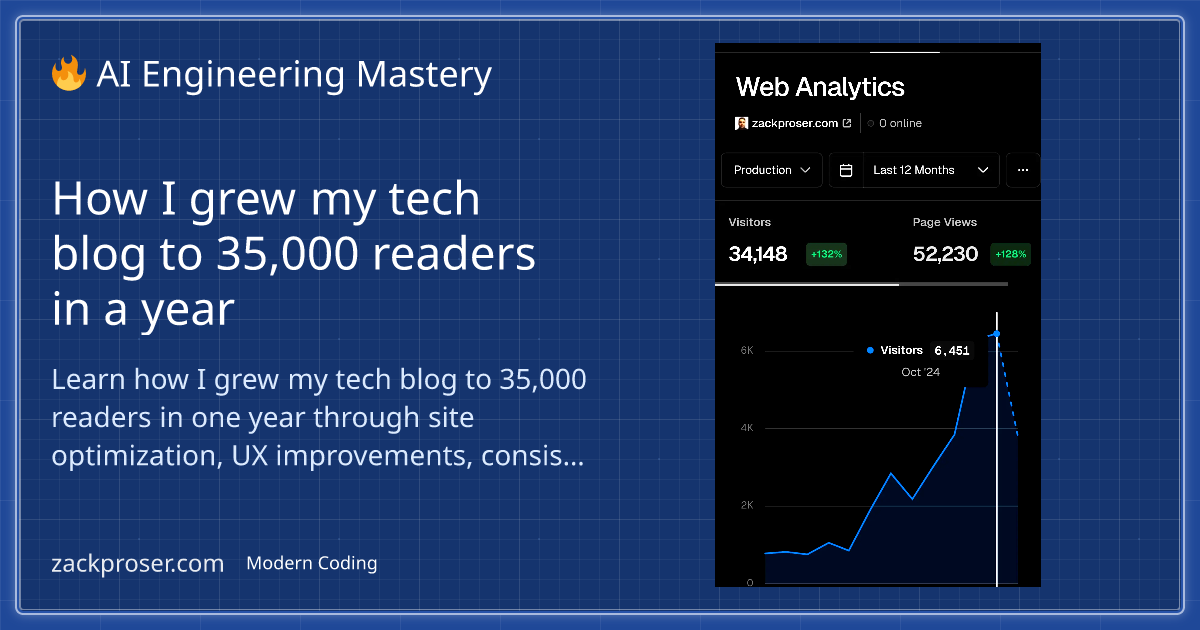 🔥 AI Engineering Mastery
How I grew my tech
blog to 35,000 readers
in a year
Learn how I grew my tech blog to 35,000
readers in one year through site
optimization, UX improvements, consis...
zackproser.com Modern Coding
Web Analytics
zackproser.com 0 online
Production Last 12 Months ...
Visitors Page Views
34,148 +132% 52,230 +128%
6K
Visitors 6,451
Oct '24
4K
2K
0